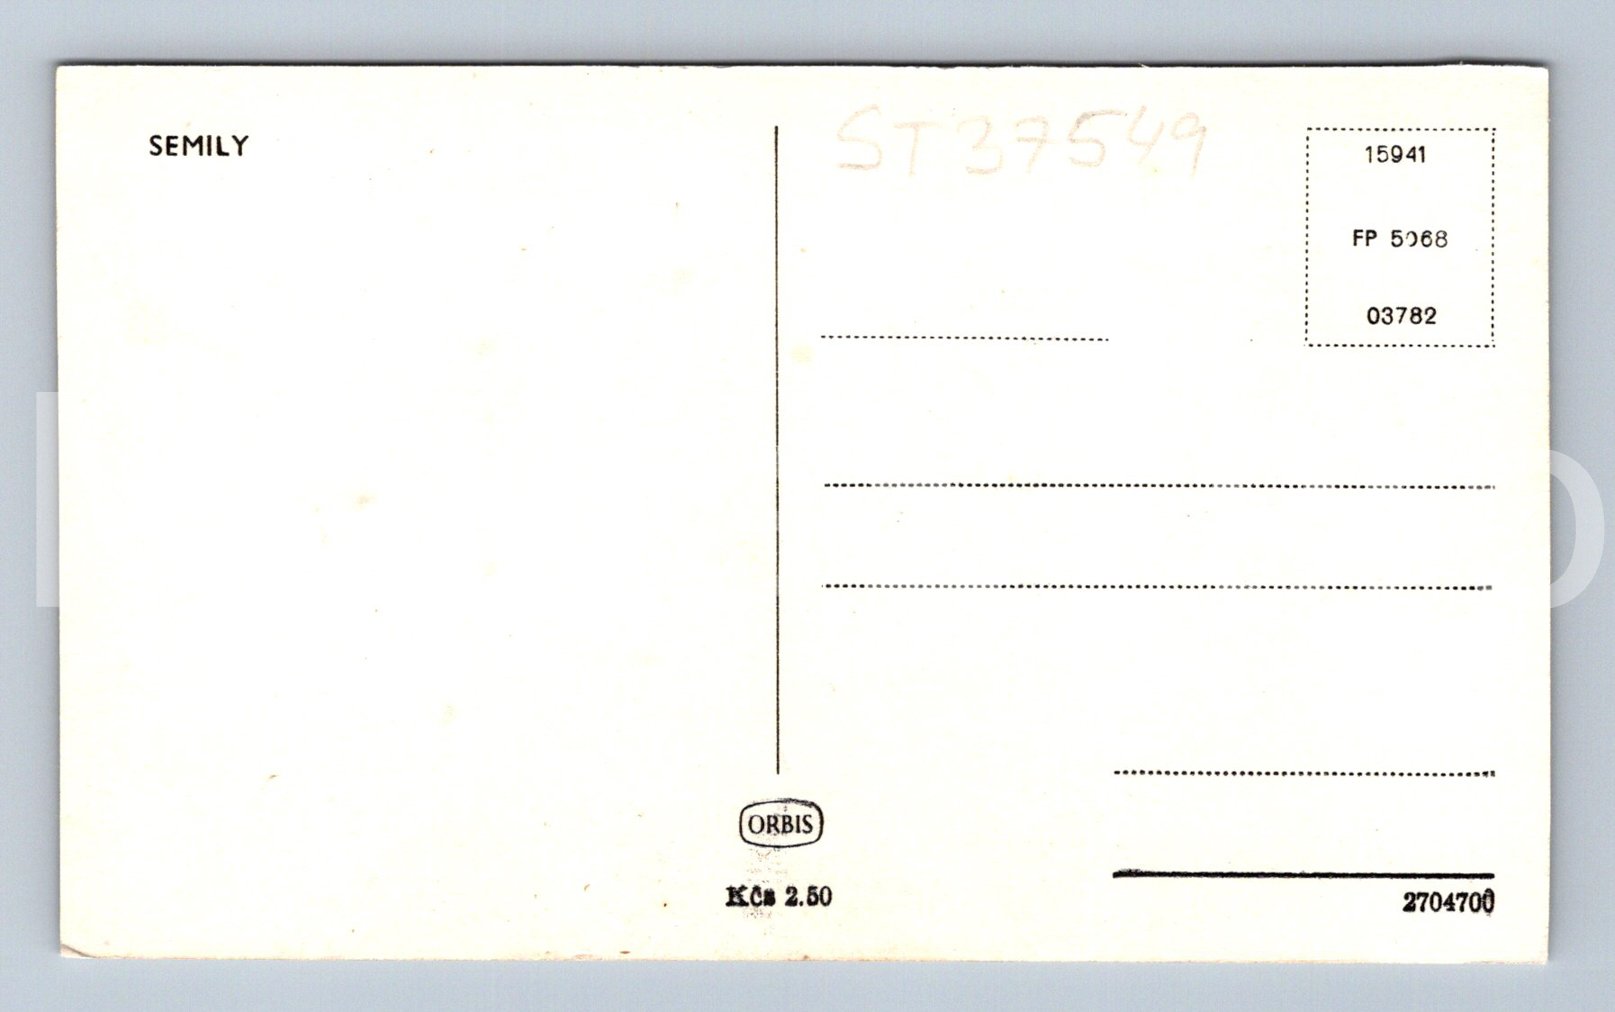 SEMILY
ST37549
15941
FP 5068
03782
ORBIS
Kčs 2.50
2704700